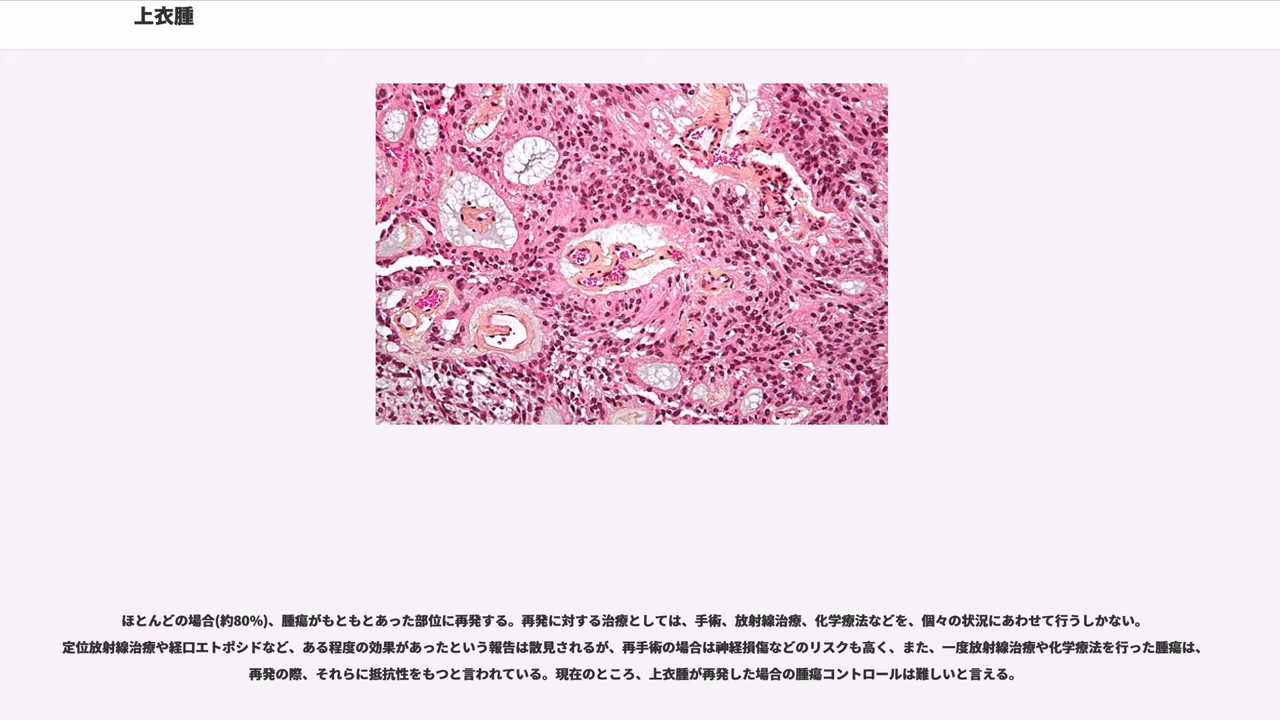 上衣腫
ほとんどの場合(約80%)、腫瘍がもともとあった部位に再発する。再発に対する治療としては、手術、放射線治療、化学療法などを、個々の状況にあわせて行うしかない。
定位放射線治療や経口エトポシドなど、ある程度の効果があったという報告は散見されるが、再手術の場合は神経損傷などのリスクも高く、また、一度放射線治療や化学療法を行った腫瘍は、
再発の際、それらに抵抗性をもつと言われている。現在のところ、上衣腫が再発した場合の腫瘍コントロールは難しいと言える。